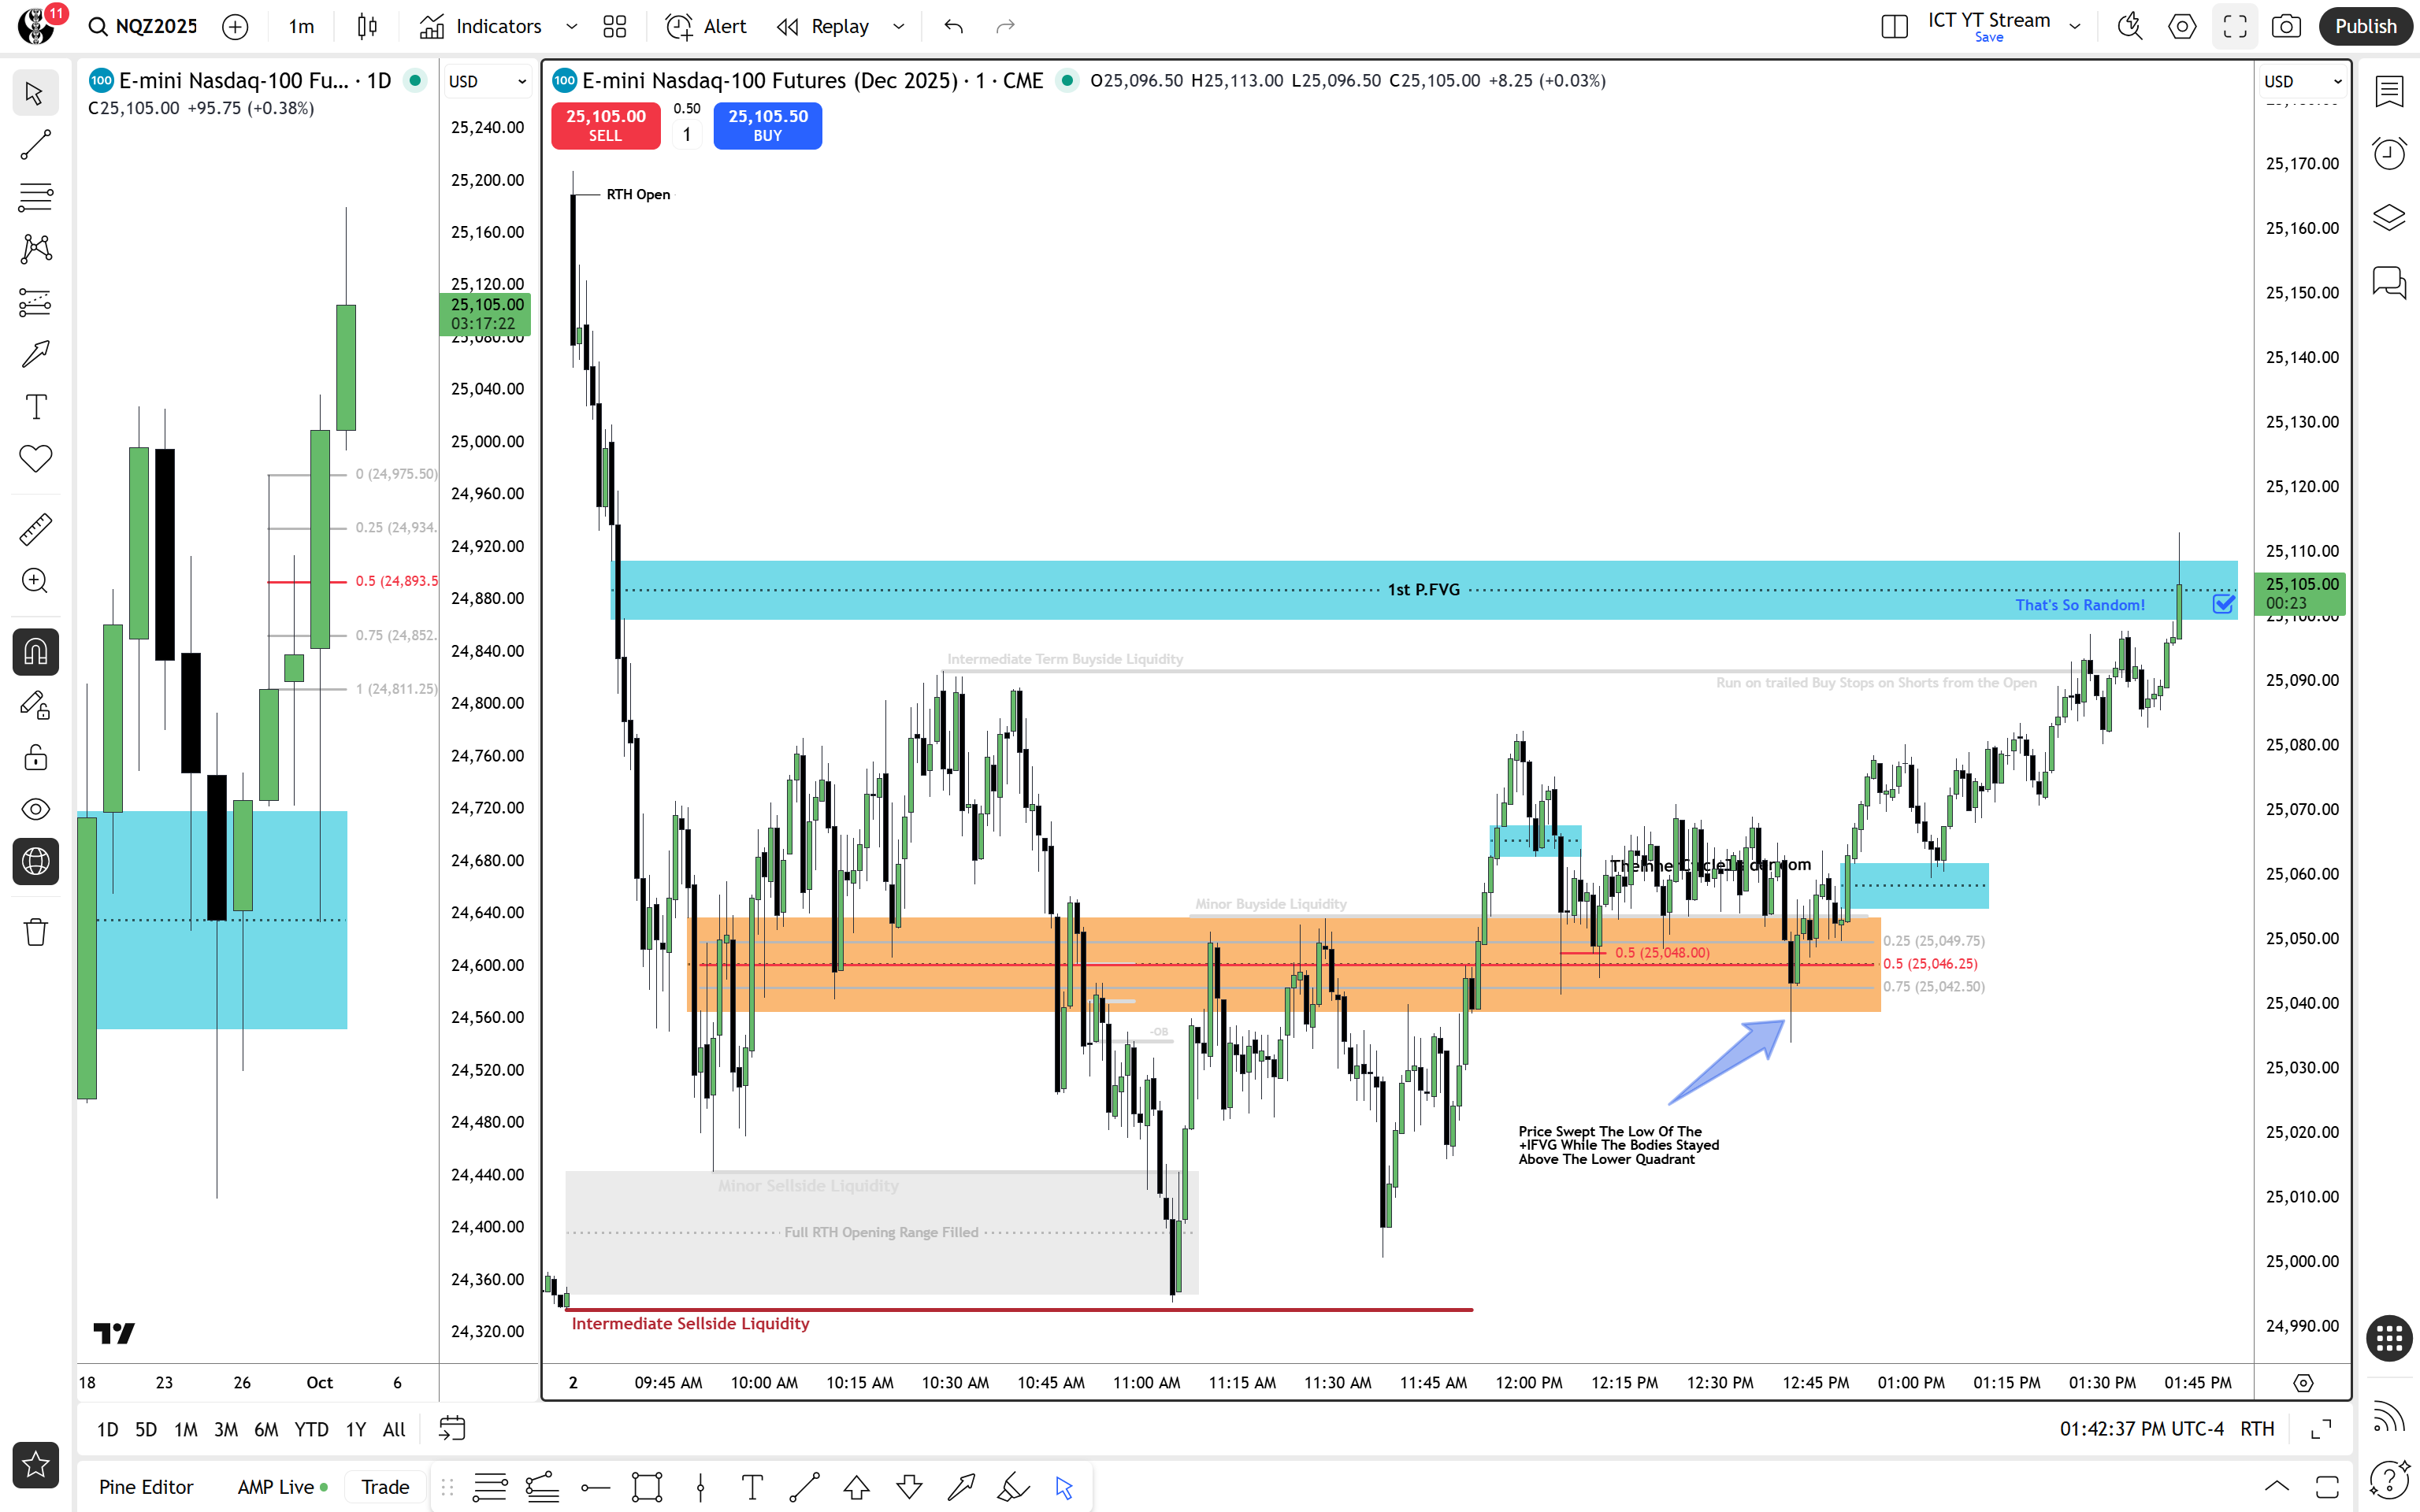 11
NQZ2025
1m
Indicators
Alert
Replay
ICT YT Stream
Save
Publish
100 E-mini Nasdaq-100 Fu... · 1D
C25,105.00 +95.75 (+0.38%)
USD
25,240.00
25,200.00
25,160.00
25,120.00
25,105.00
03:17:22
25,080.00
25,040.00
25,000.00
24,960.00
24,920.00
24,880.00
24,840.00
24,800.00
24,760.00
24,720.00
24,680.00
24,640.00
24,600.00
24,560.00
24,520.00
24,480.00
24,440.00
24,400.00
24,360.00
24,320.00
0 (24,975.50)
0.25 (24,934.
0.5 (24,893.5
0.75 (24,852.
1 (24,811.25)
18 23 26 Oct 6
100 E-mini Nasdaq-100 Futures (Dec 2025) · 1 · CME O25,096.50 H25,113.00 L25,096.50 C25,105.00 +8.25 (+0.03%)
25,105.00
SELL
0.50
1
25,105.50
BUY
RTH Open
1st P.FVG
That's So Random!
Intermediate Term Buyside Liquidity
Run on trailed Buy Stops on Shorts from the Open
Minor Buyside Liquidity
0.25 (25,049.75)
0.5 (25,048.00)
0.5 (25,046.25)
0.75 (25,042.50)
-OB
Price Swept The Low Of The
+IFVG While The Bodies Stayed
Above The Lower Quadrant
Minor Sellside Liquidity
Full RTH Opening Range Filled
Intermediate Sellside Liquidity
USD
25,170.00
25,160.00
25,150.00
25,140.00
25,130.00
25,120.00
25,110.00
25,105.00
00:23
25,100.00
25,090.00
25,080.00
25,070.00
25,060.00
25,050.00
25,040.00
25,030.00
25,020.00
25,010.00
25,000.00
24,990.00
2 09:45 AM 10:00 AM 10:15 AM 10:30 AM 10:45 AM 11:00 AM 11:15 AM 11:30 AM 11:45 AM 12:00 PM 12:15 PM 12:30 PM 12:45 PM 01:00 PM 01:15 PM 01:30 PM 01:45 PM
1D 5D 1M 3M 6M YTD 1Y All
01:42:37 PM UTC-4 RTH
Pine Editor AMP Live Trade